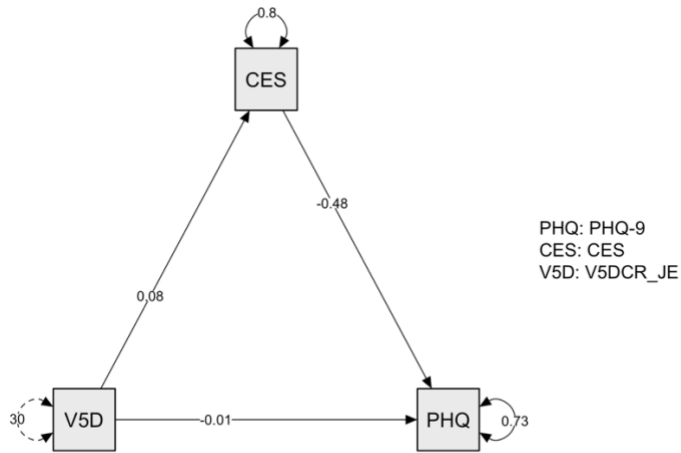 0.8
CES
-0.48
PHQ: PHQ-9
CES: CES
V5D: V5DCR_JE
0.08
30
V5D
-0.01
PHQ
0.73